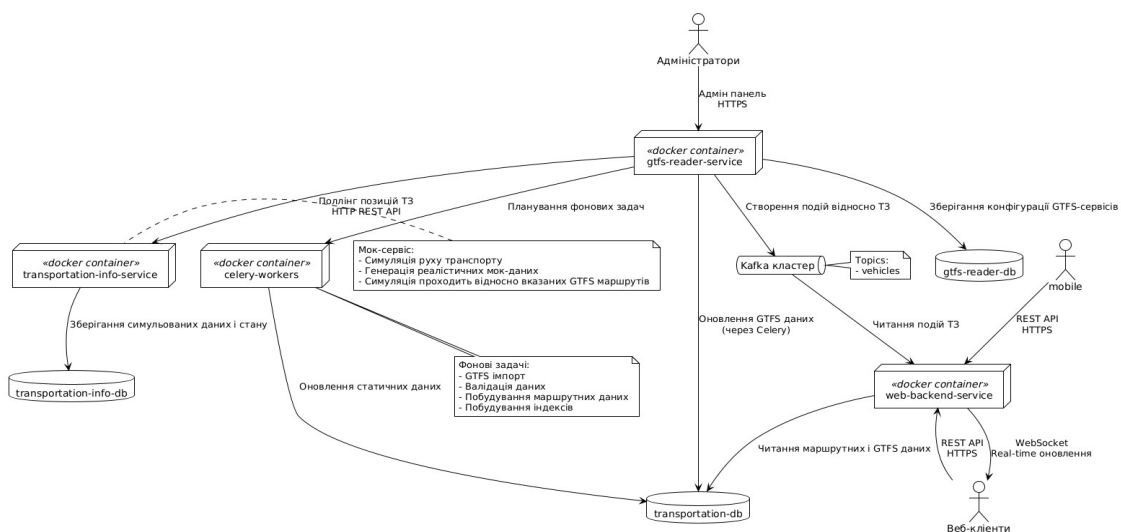 Адміністратори
Адмін панель
HTTPS
«docker container»
gtfs-reader-service
Поллінг позицій ТЗ
HTTP REST API
Планування фонових задач
Створення подій відносно ТЗ
Зберігання конфігурації GTFS-сервісів
«docker container»
transportation-info-service
«docker container»
celery-workers
Мок-сервіс:
- Симуляція руху транспорту
- Генерація реалістичних мок-даних
- Симуляція проходить відносно вказаних GTFS маршрутів
Kafka кластер
Topics:
- vehicles
gtfs-reader-db
mobile
Зберігання симульованих даних і стану
Оновлення GTFS даних
(через Celery)
Читання подій ТЗ
REST API
HTTPS
transportation-info-db
Оновлення статичних даних
Фонові задачі:
- GTFS імпорт
- Валідація даних
- Побудування маршрутних даних
- Побудування індексів
«docker container»
web-backend-service
Читання маршрутних і GTFS даних
REST API
HTTPS
WebSocket
Real-time оновлення
transportation-db
Веб-клієнти